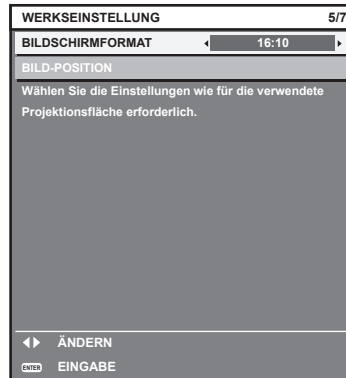 WERKSEINSTELLUNG 5/7
BILDSCHIRMFORMAT 16:10
BILD-POSITION
Wählen Sie die Einstellungen wie für die verwendete
Projektionsfläche erforderlich.
ÄNDERN
ENTER EINGABE